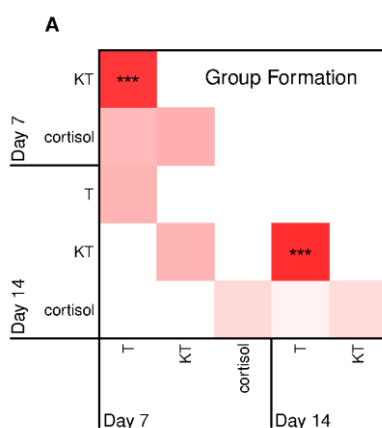 A
KT
***
Group Formation
Day 7
cortisol
T
KT
***
Day 14
cortisol
T
KT
cortisol
T
KT
Day 7
Day 14